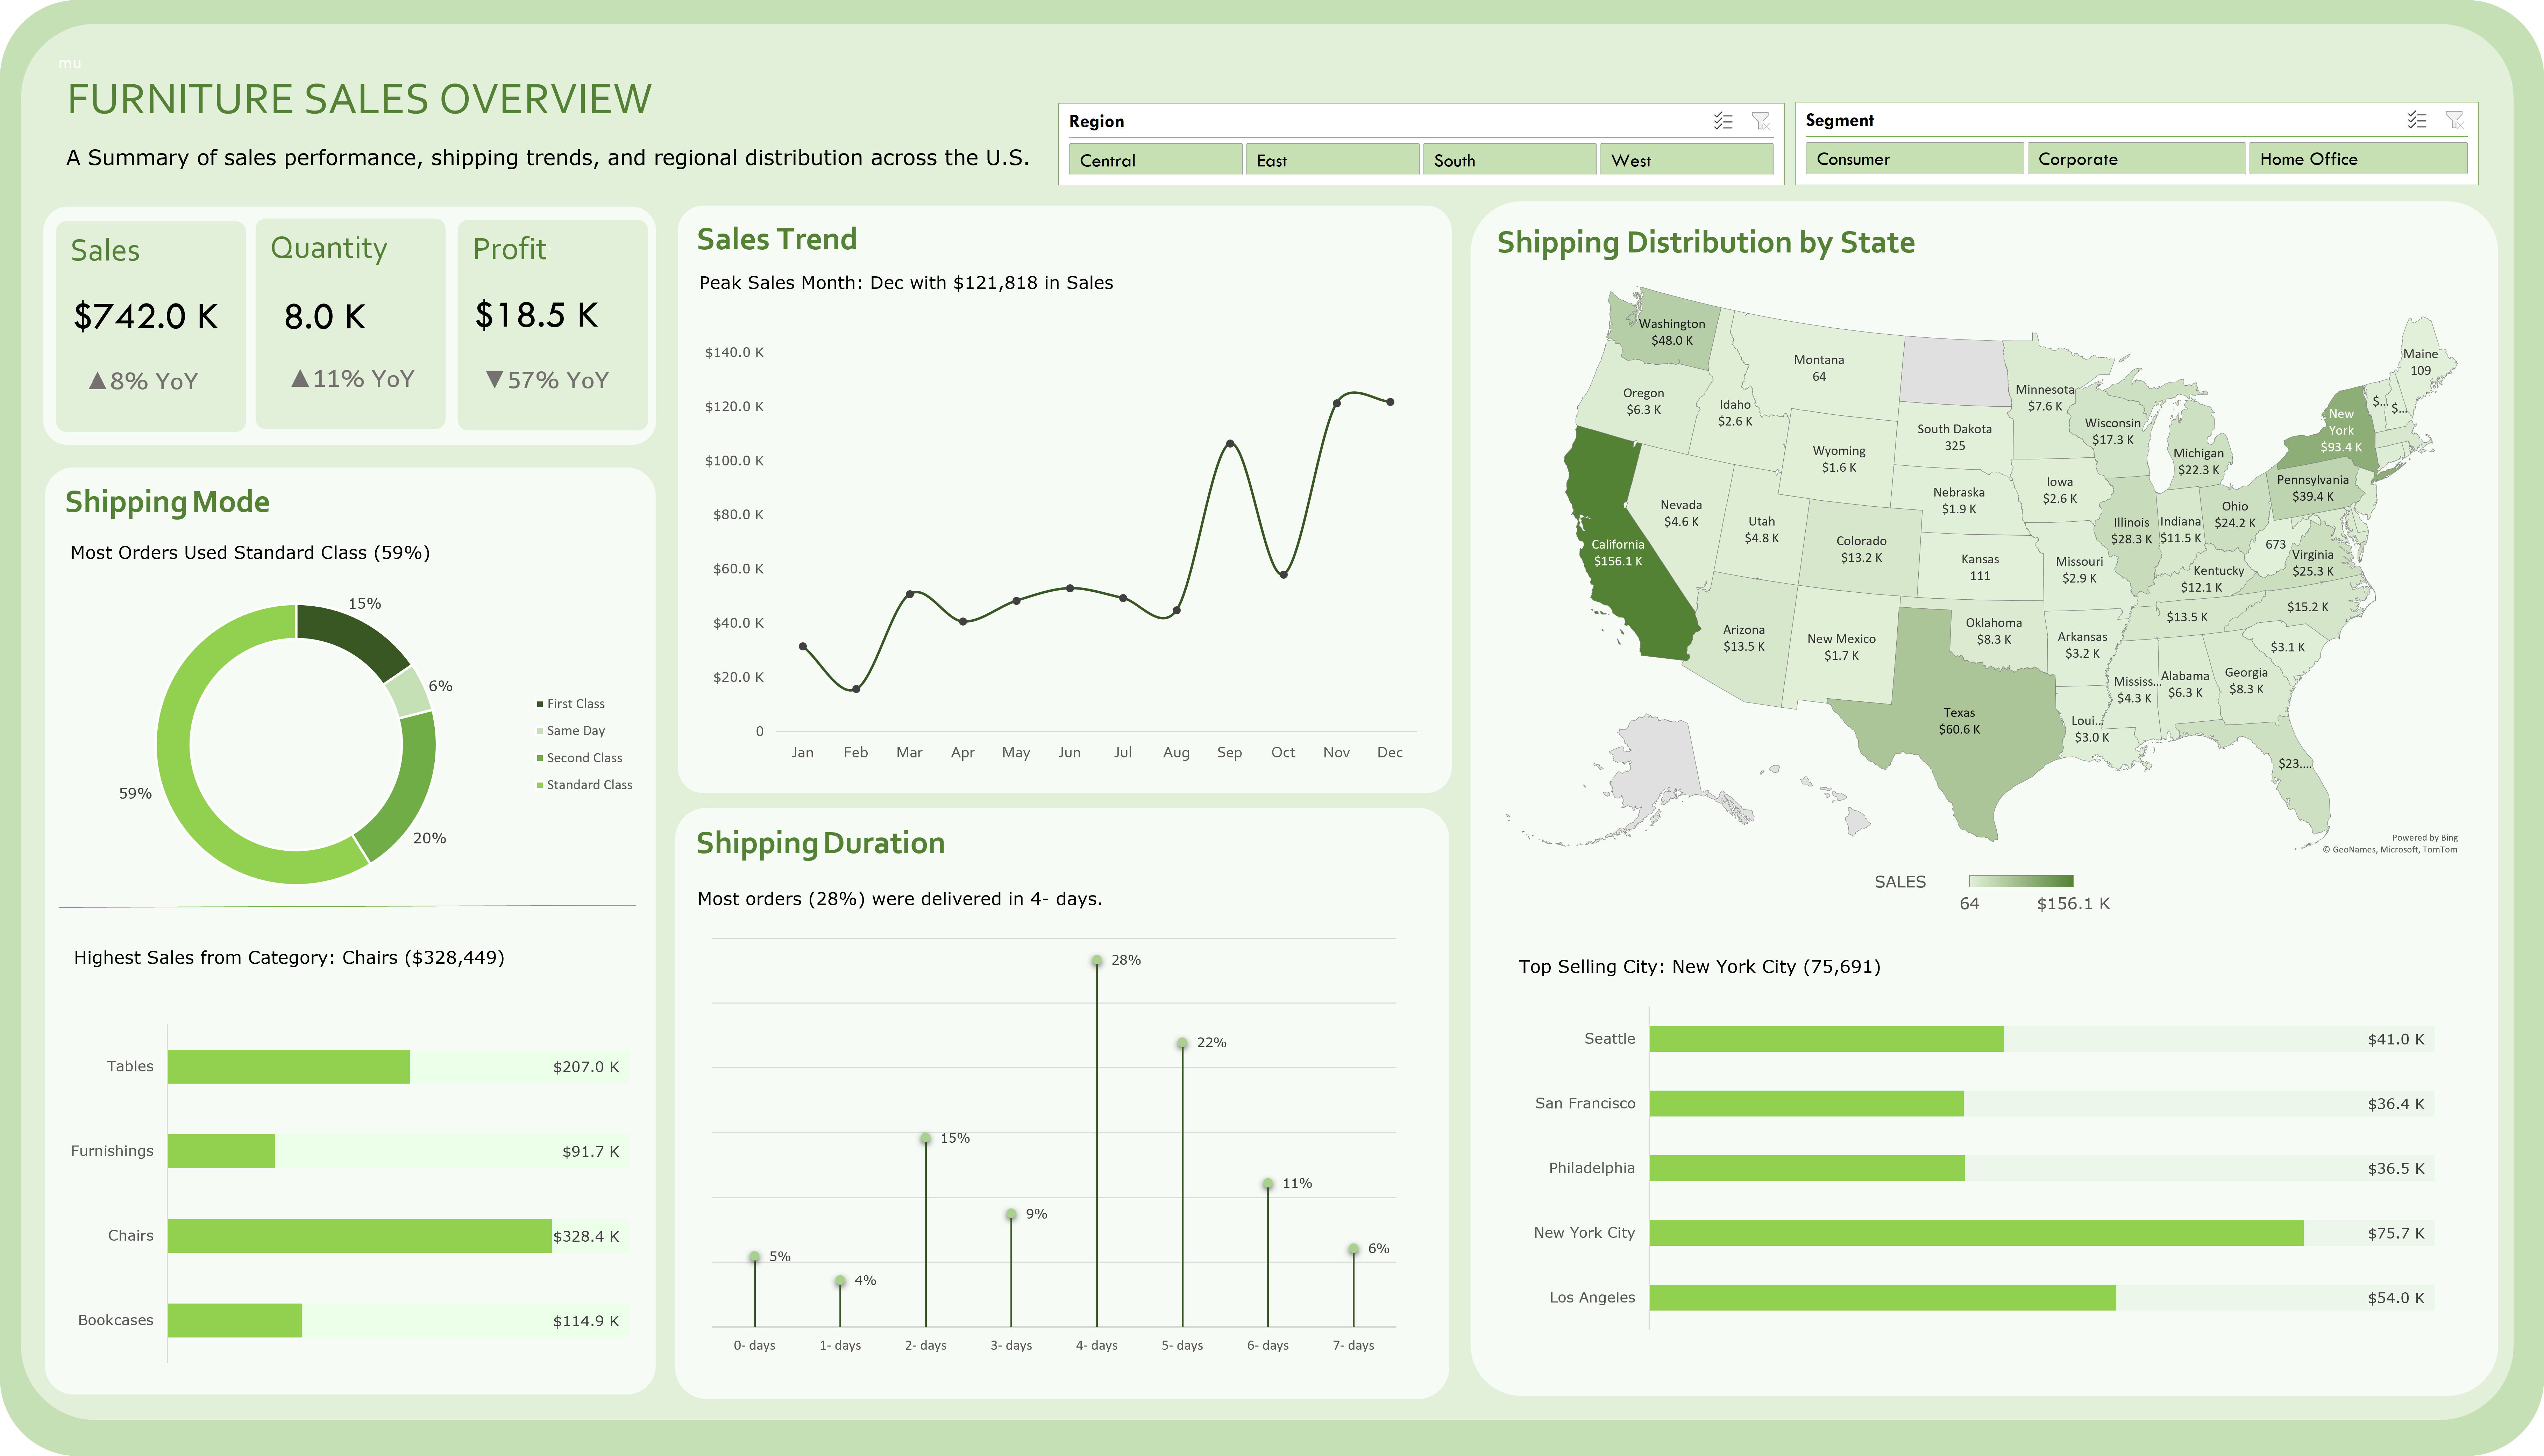 mu
FURNITURE SALES OVERVIEW
A Summary of sales performance, shipping trends, and regional distribution across the U.S.
Region
Central East South West
Segment
Consumer Corporate Home Office
Sales
$742.0 K
▲8% YoY
Quantity
8.0 K
▲11% YoY
Profit
$18.5 K
▼57% YoY
Shipping Mode
Most Orders Used Standard Class (59%)
15%
6%
20%
59%
First Class
Same Day
Second Class
Standard Class
Highest Sales from Category: Chairs ($328,449)
Tables $207.0 K
Furnishings $91.7 K
Chairs $328.4 K
Bookcases $114.9 K
Sales Trend
Peak Sales Month: Dec with $121,818 in Sales
$140.0 K
$120.0 K
$100.0 K
$80.0 K
$60.0 K
$40.0 K
$20.0 K
0
Jan Feb Mar Apr May Jun Jul Aug Sep Oct Nov Dec
Shipping Duration
Most orders (28%) were delivered in 4- days.
5%
4%
15%
9%
28%
22%
11%
6%
0- days 1- days 2- days 3- days 4- days 5- days 6- days 7- days
Shipping Distribution by State
Washington
$48.0 K
Montana
64
Maine
109
Oregon
$6.3 K
Idaho
$2.6 K
Minnesota
$7.6 K
$...
$...
New
York
$93.4 K
South Dakota
325
Wisconsin
$17.3 K
Wyoming
$1.6 K
Michigan
$22.3 K
Iowa
$2.6 K
Pennsylvania
$39.4 K
Nebraska
$1.9 K
Nevada
$4.6 K
Utah
$4.8 K
Illinois
$28.3 K
Indiana
$11.5 K
Ohio
$24.2 K
California
$156.1 K
Colorado
$13.2 K
Kansas
111
Missouri
$2.9 K
673
Virginia
$25.3 K
Kentucky
$12.1 K
$15.2 K
$13.5 K
Arizona
$13.5 K
New Mexico
$1.7 K
Oklahoma
$8.3 K
Arkansas
$3.2 K
$3.1 K
Mississ...
$4.3 K
Alabama
$6.3 K
Georgia
$8.3 K
Texas
$60.6 K
Loui...
$3.0 K
$23....
Powered by Bing
© GeoNames, Microsoft, TomTom
SALES
64 $156.1 K
Top Selling City: New York City (75,691)
Seattle $41.0 K
San Francisco $36.4 K
Philadelphia $36.5 K
New York City $75.7 K
Los Angeles $54.0 K